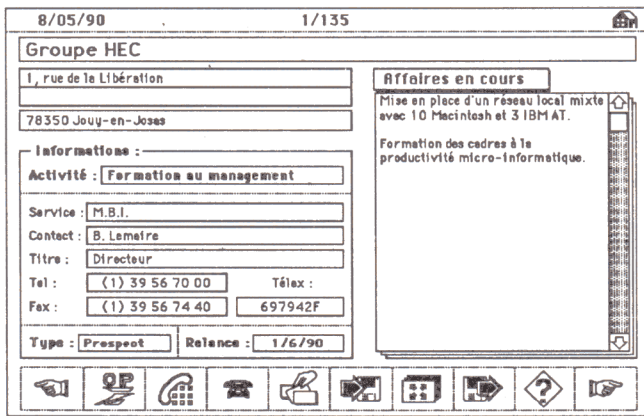 8/05/90
1/135
Groupe HEC
1, rue de la Libération
78350 Jouy-en-Josas
Informations :
Activité : Formation au management
Service : M.B.I.
Contact : B. Lemaire
Titre : Directeur
Tel : (1) 39 56 70 00
Télex :
Fax : (1) 39 56 74 40
697942F
Type : Prospect
Relance : 1/6/90
Affaires en cours
Mise en place d'un réseau local mixte
avec 10 Macintosh et 3 IBM AT.
Formation des cadres à la
productivité micro-informatique.
QP
?